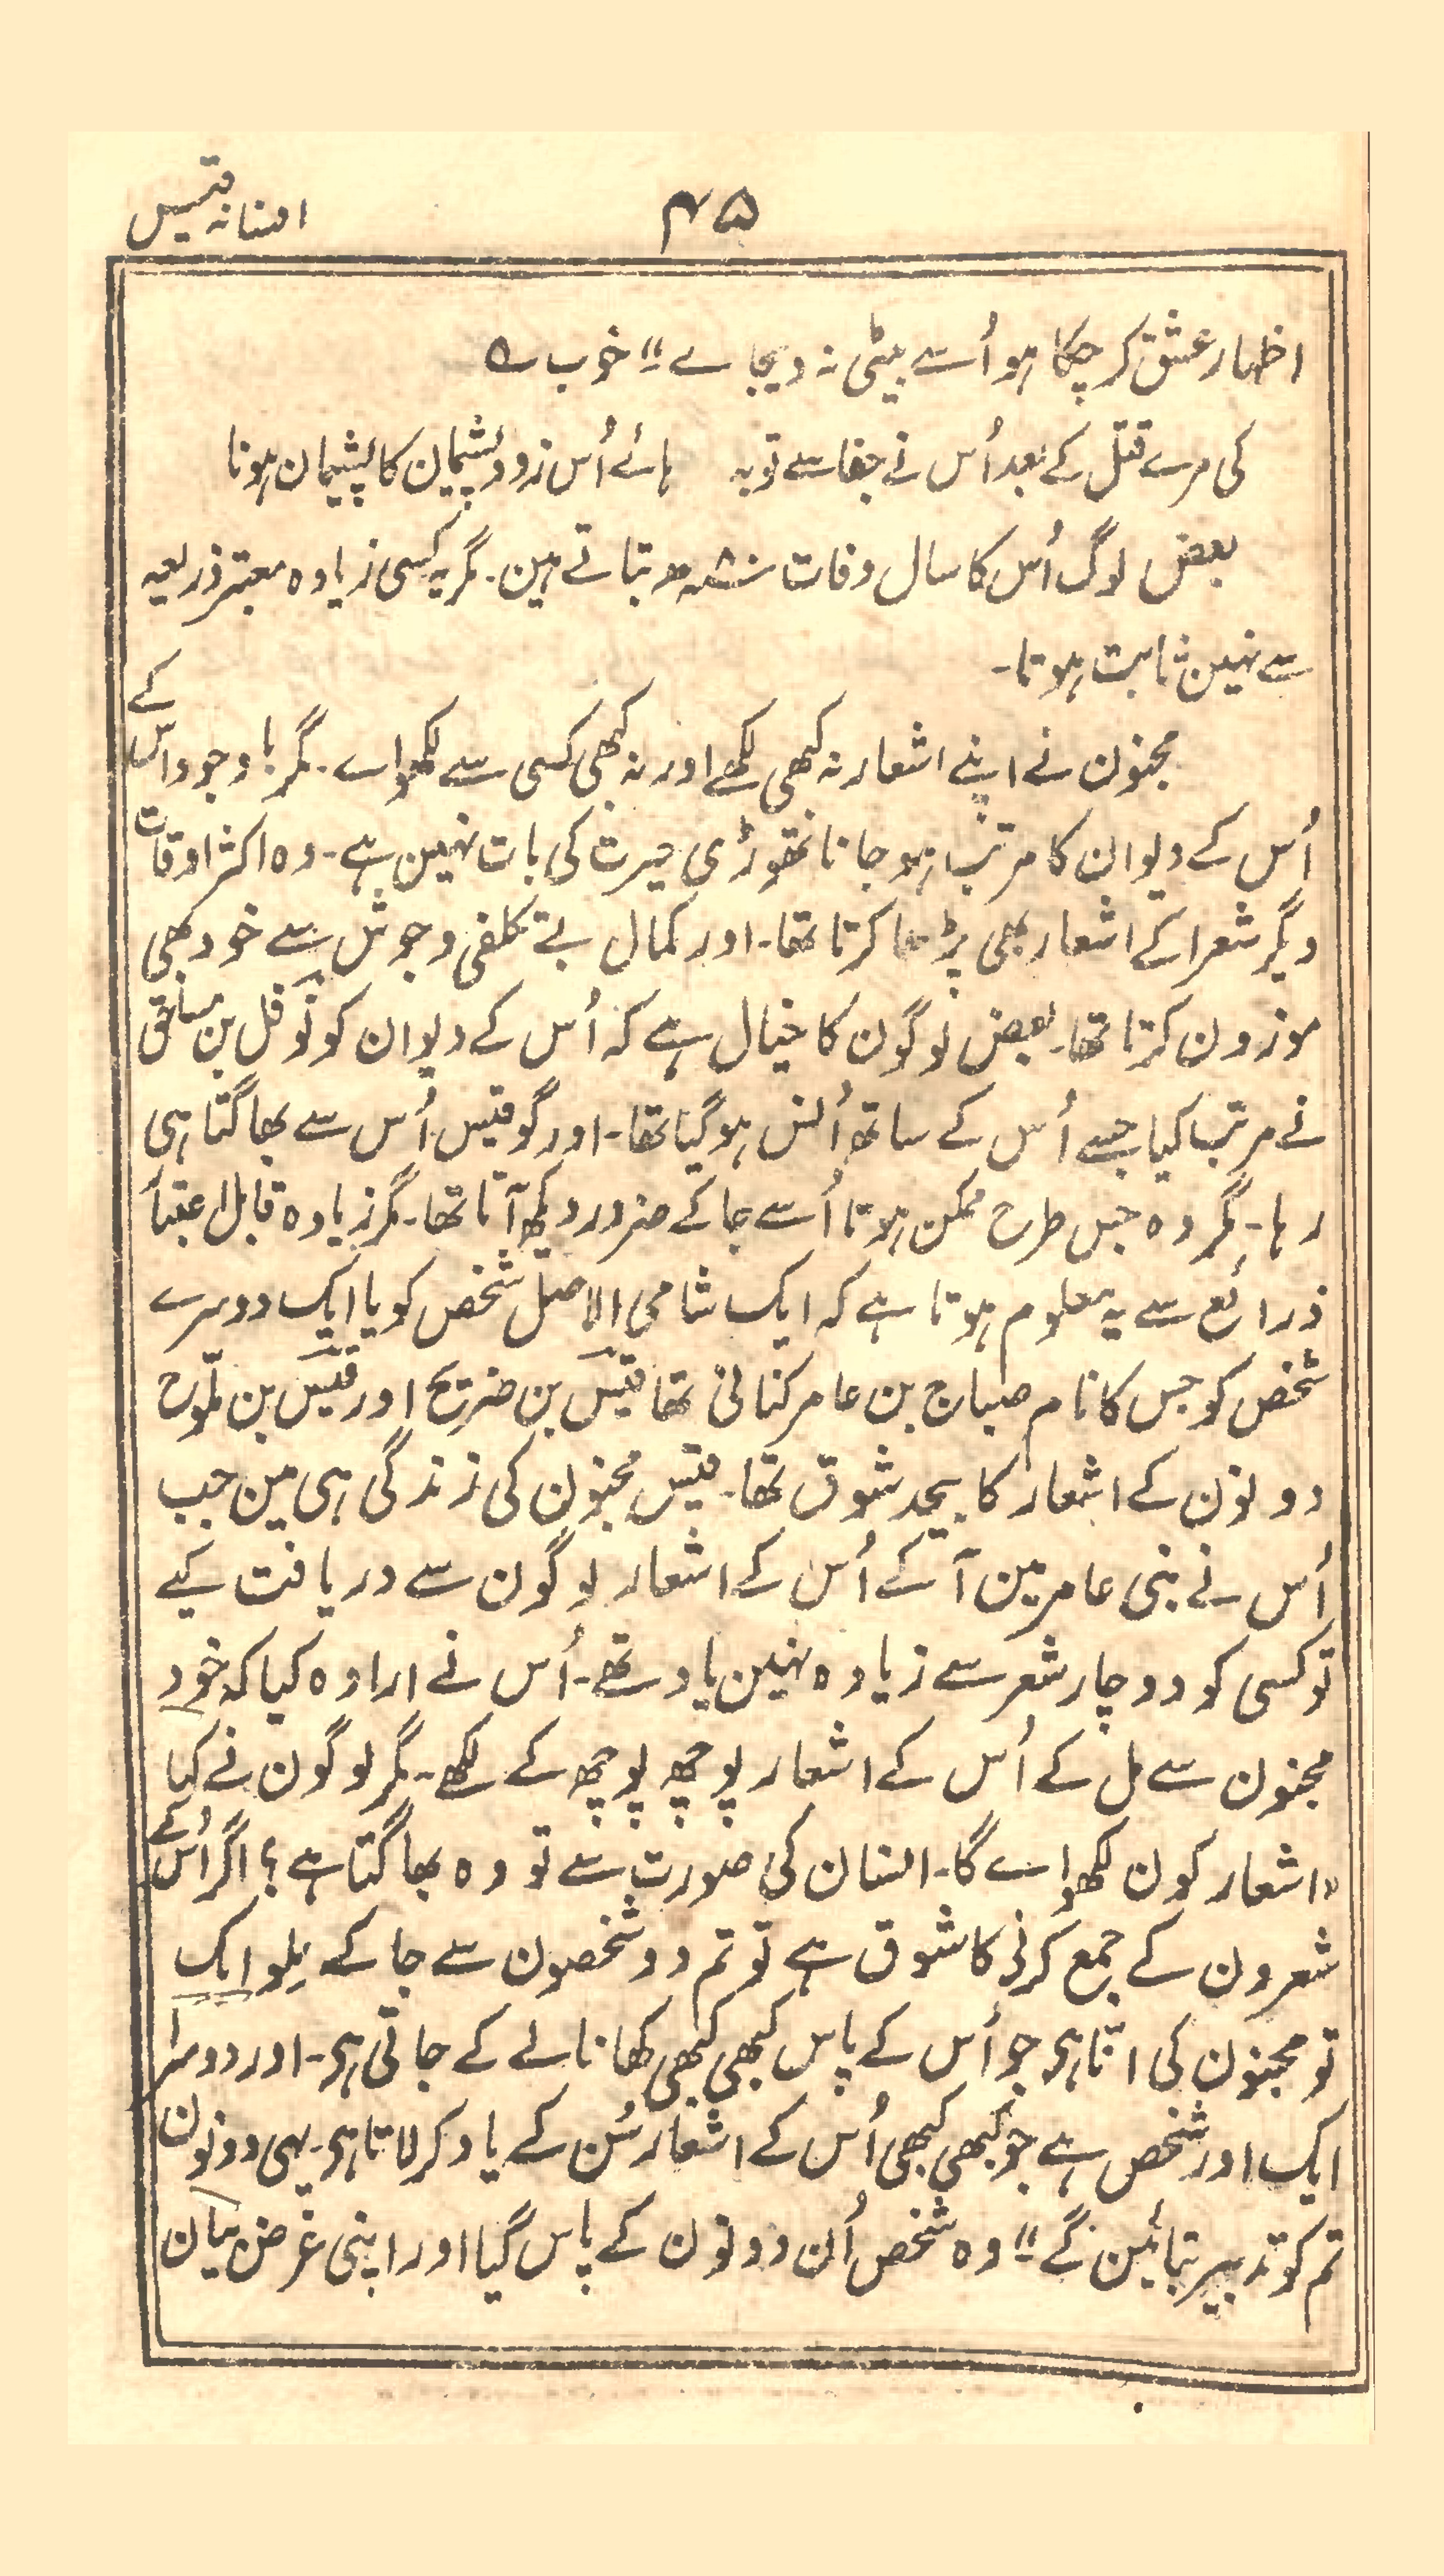 ۴۵
افسانہ قیس
اظہار عشق کر چکا ہو اُسے بیٹی نہ دیجاے" خوب ؎
کی مرے قتل کے بعد اُس نے جفا سے توبہ ہائے اُس زود پشیمان کا پشیمان ہونا
بعض لوگ اُس کا سال وفات بتاتے ہین۔ مگر یہ کسی زیادہ معتبر ذریعہ
سے نہین ثابت ہوتا۔
مجنون نے اپنے اشعار نہ کبھی لکھے اور نہ کبھی کسی سے لکھواے۔ مگر باوجود اس کے
اُس کے دیوان کا مرتب ہو جانا تھوڑی حیرت کی بات نہین ہے۔ وہ اکثر اوقات
دیگر شعرا کے اشعار بھی پڑھا کرتا تھا۔ اور کمال بے تکلفی و جوش سے خود بھی
موزون کرتا تھا۔ بعض لوگون کا خیال ہے کہ اُس کے دیوان کو نوفل بن مساحق
نے مرتب کیا جسے اُس کے ساتھ اُنس ہو گیا تھا۔ اور گو قیس اُس سے بھاگتا ہی
رہا۔ مگر وہ جس طرح ممکن ہوتا اُسے جا کے ضرور دیکھ آتا تھا۔ مگر زیادہ قابل اعتبار
ذرائع سے یہ معلوم ہوتا ہے کہ ایک شامی الاصل شخص کو یا ایک دوسرے
شخص کو جس کا نام صباح بن عامر کنانی تھا قیس بن ضریح اور قیس بن ملوح
دونون کے اشعار کا بیحد شوق تھا۔ قیس مجنون کی زندگی ہی مین جب
اُس نے بنی عامر مین آ کے اُس کے اشعار لوگون سے دریافت کیے
تو کسی کو دو چار شعر سے زیادہ نہین یاد تھے۔ اُس نے ارادہ کیا کہ خود
مجنون سے مل کے اُس کے اشعار پوچھ پوچھ کے لکھے۔ مگر لوگون نے کہا
"اشعار کون لکھواے گا۔ انسان کی صورت سے تو وہ بھاگتا ہے؟ اگر اُس کے
شعرون کے جمع کرنے کا شوق ہے تو تم دو شخصون سے جا کے ملو ایک
تو مجنون کی انا ہی جو اُس کے پاس کبھی کبھی کھانا لے کے جاتی ہی۔ اور دوسرا
ایک اور شخص ہے جو کبھی کبھی اُس کے اشعار سُن کے یاد کر لاتا ہی۔ یہی دونون
تم کو تدبیر بتائین گے" وہ شخص اُن دونون کے پاس گیا اور اپنی غرض بیان